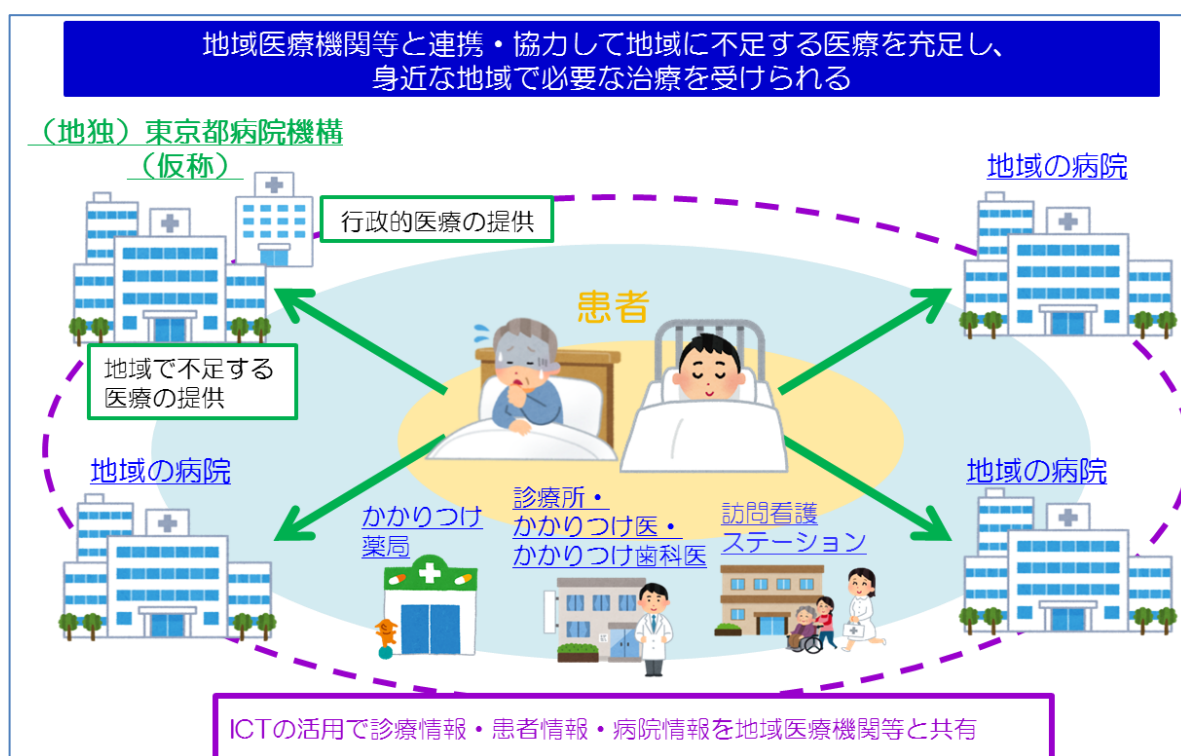 地域医療機関等と連携・協力して地域に不足する医療を充足し、
身近な地域で必要な治療を受けられる
（地独）東京都病院機構
（仮称）
地域の病院
行政的医療の提供
患者
地域で不足する
医療の提供
地域の病院
地域の病院
かかりつけ
薬局
診療所・
かかりつけ医・
かかりつけ歯科医
訪問看護
ステーション
ICTの活用で診療情報・患者情報・病院情報を地域医療機関等と共有